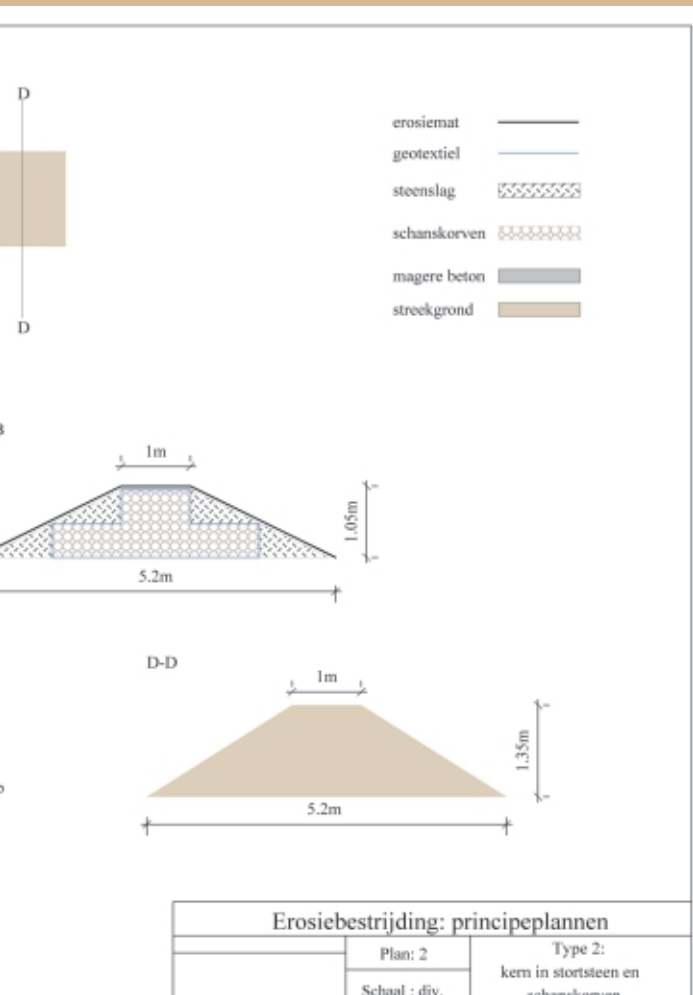 D
erosiemat
geotextiel
steenslag
schanskorven
magere beton
streekgrond
D
1m
1.05m
5.2m
D-D
1m
1.35m
5.2m
Erosiebestrijding: principeplannen
Plan: 2
Type 2:
kern in stortsteen en
schanskorven
Schaal : div.